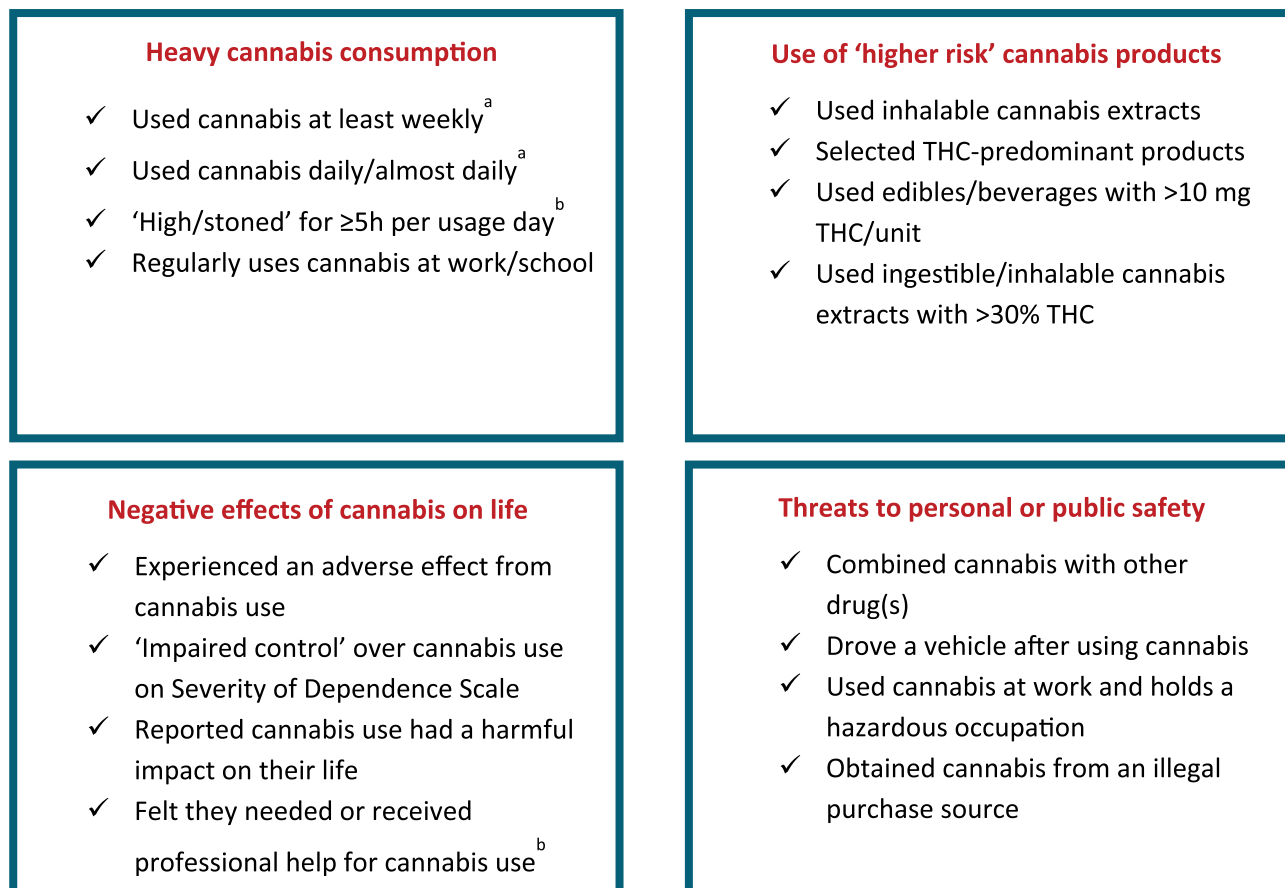 Heavy cannabis consumption
✓ Used cannabis at least weekly^a
✓ Used cannabis daily/almost daily^a
✓ ‘High/stoned’ for ≥5h per usage day^b
✓ Regularly uses cannabis at work/school
Use of ‘higher risk’ cannabis products
✓ Used inhalable cannabis extracts
✓ Selected THC-predominant products
✓ Used edibles/beverages with >10 mg
THC/unit
✓ Used ingestible/inhalable cannabis
extracts with >30% THC
Negative effects of cannabis on life
✓ Experienced an adverse effect from
cannabis use
✓ ‘Impaired control’ over cannabis use
on Severity of Dependence Scale
✓ Reported cannabis use had a harmful
impact on their life
✓ Felt they needed or received
professional help for cannabis use^b
Threats to personal or public safety
✓ Combined cannabis with other
drug(s)
✓ Drove a vehicle after using cannabis
✓ Used cannabis at work and holds a
hazardous occupation
✓ Obtained cannabis from an illegal
purchase source